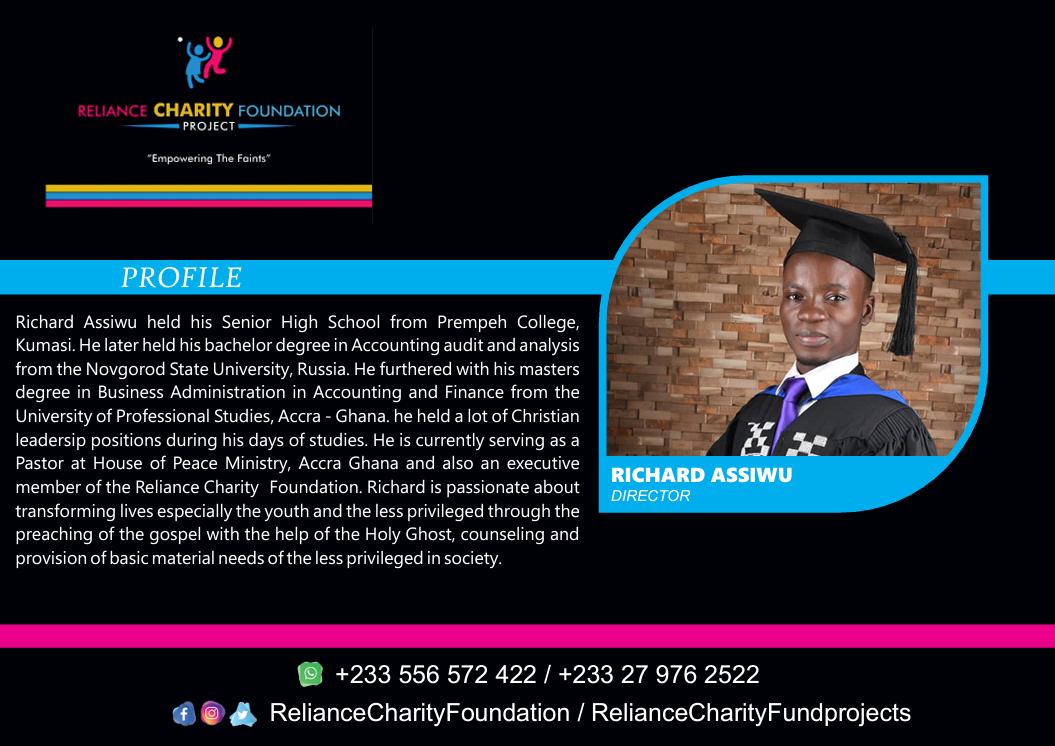 RELIANCE CHARITY FOUNDATION
PROJECT
"Empowering The Faints"
PROFILE
Richard Assiwu held his Senior High School from Prempeh College,
Kumasi. He later held his bachelor degree in Accounting audit and analysis
from the Novgorod State University, Russia. He furthered with his masters
degree in Business Administration in Accounting and Finance from the
University of Professional Studies, Accra - Ghana. he held a lot of Christian
leadersip positions during his days of studies. He is currently serving as a
Pastor at House of Peace Ministry, Accra Ghana and also an executive
member of the Reliance Charity Foundation. Richard is passionate about
transforming lives especially the youth and the less privileged through the
preaching of the gospel with the help of the Holy Ghost, counseling and
provision of basic material needs of the less privileged in society.
RICHARD ASSIWU
DIRECTOR
+233 556 572 422 / +233 27 976 2522
RelianceCharityFoundation / RelianceCharityFundprojects